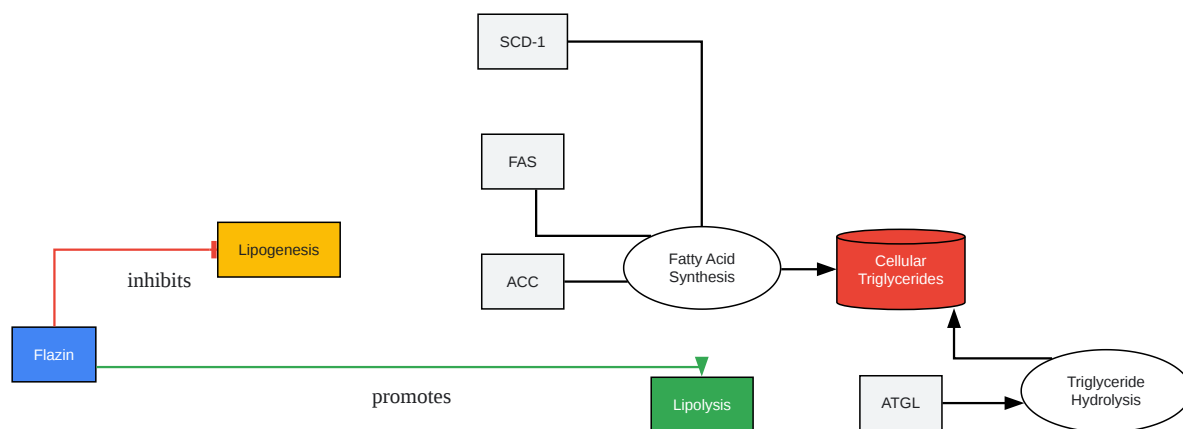 SCD-1
FAS
Lipogenesis
Fatty Acid
Synthesis
Cellular
Triglycerides
inhibits
ACC
Flazin
promotes
Lipolysis
ATGL
Triglyceride
Hydrolysis